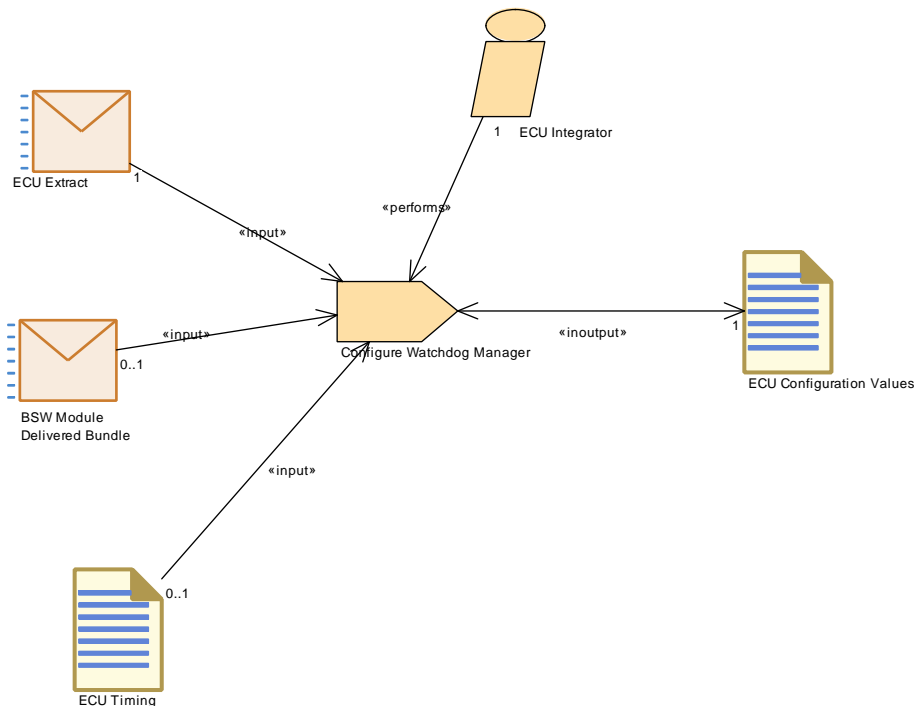 1
ECU Integrator
ECU Extract
1
«performs»
«input»
«input»
0..1
Configure Watchdog Manager
«inoutput»
1
ECU Configuration Values
BSW Module
Delivered Bundle
«input»
0..1
ECU Timing